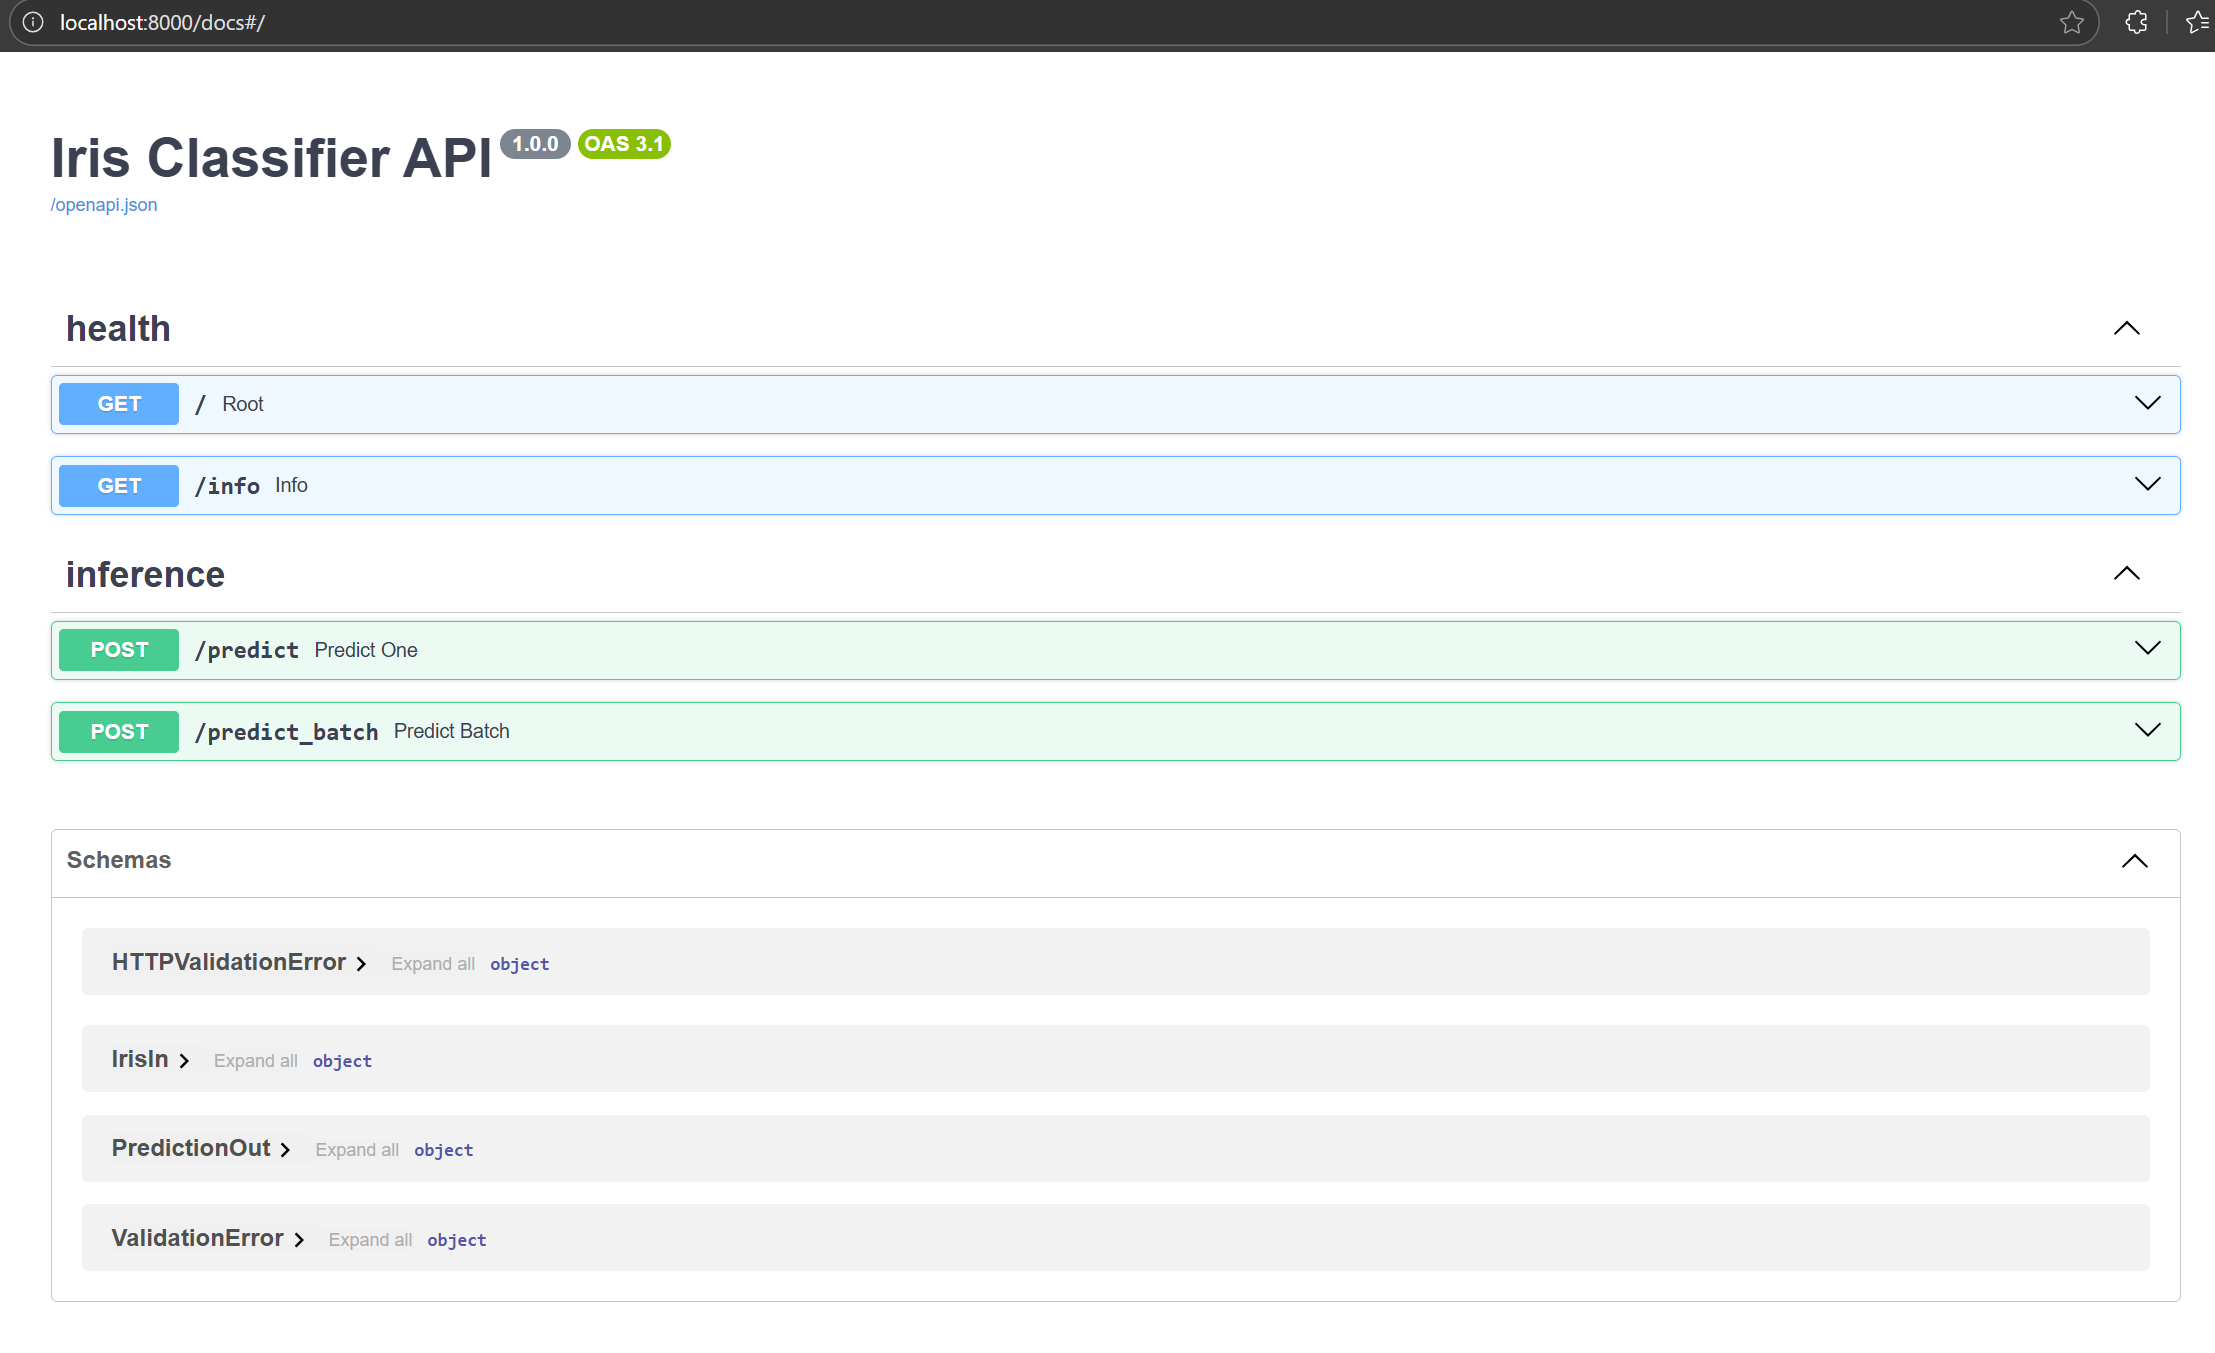 localhost:8000/docs#/
Iris Classifier API 1.0.0 OAS 3.1
/openapi.json
health
GET / Root
GET /info Info
inference
POST /predict Predict One
POST /predict_batch Predict Batch
Schemas
HTTPValidationError Expand all object
IrisIn Expand all object
PredictionOut Expand all object
ValidationError Expand all object